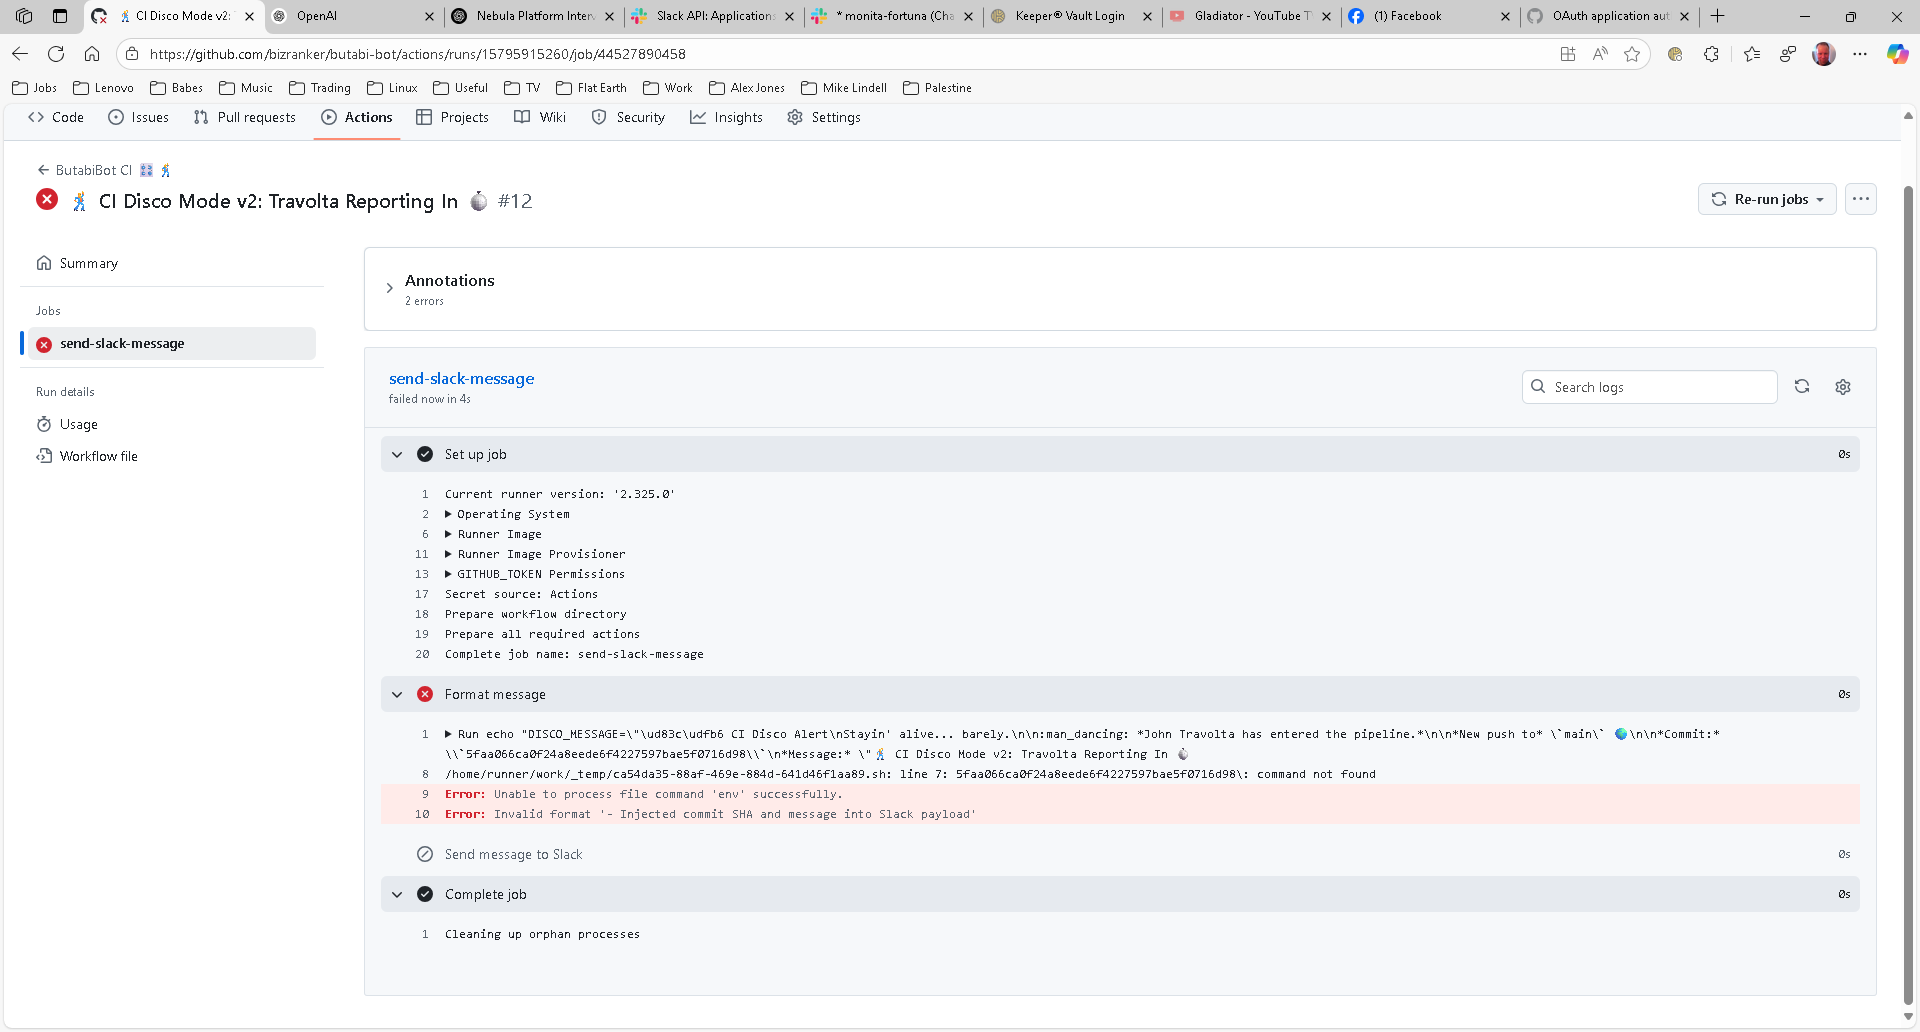 CI Disco Mode v2:
OpenAI
Nebula Platform Interv
Slack API: Applications
* monita-fortuna (Cha
Keeper® Vault Login
Gladiator - YouTube T
(1) Facebook
OAuth application aut
https://github.com/bizranker/butabi-bot/actions/runs/15795915260/job/44527890458
Jobs
Lenovo
Babes
Music
Trading
Linux
Useful
TV
Flat Earth
Work
Alex Jones
Mike Lindell
Palestine
Code
Issues
Pull requests
Actions
Projects
Wiki
Security
Insights
Settings
← ButabiBot CI 🎛️ 🕺
🕺 CI Disco Mode v2: Travolta Reporting In 🪩 #12
Re-run jobs
Summary
Jobs
send-slack-message
Run details
Usage
Workflow file
Annotations
2 errors
send-slack-message
failed now in 4s
Search logs
Set up job
0s
1 Current runner version: '2.325.0'
2 ▶ Operating System
6 ▶ Runner Image
11 ▶ Runner Image Provisioner
13 ▶ GITHUB_TOKEN Permissions
17 Secret source: Actions
18 Prepare workflow directory
19 Prepare all required actions
20 Complete job name: send-slack-message
Format message
0s
1 ▶ Run echo "DISCO_MESSAGE=\"\ud83c\udfb6 CI Disco Alert\nStayin' alive... barely.\n\n:man_dancing: *John Travolta has entered the pipeline.*\n\n*New push to* \`main\` 🌍\n\n*Commit:*
\\`5faa066ca0f24a8eede6f4227597bae5f0716d98\\`\n*Message:* \"🕺 CI Disco Mode v2: Travolta Reporting In 🪩
8 /home/runner/work/_temp/ca54da35-88af-469e-884d-641d46f1aa89.sh: line 7: 5faa066ca0f24a8eede6f4227597bae5f0716d98\: command not found
9 Error: Unable to process file command 'env' successfully.
10 Error: Invalid format '- Injected commit SHA and message into Slack payload'
Send message to Slack
0s
Complete job
0s
1 Cleaning up orphan processes